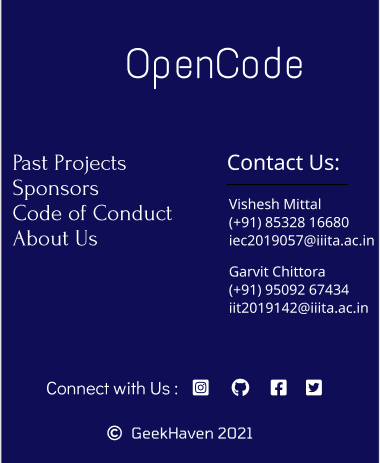 OpenCode
Past Projects
Sponsors
Code of Conduct
About Us
Contact Us:
Vishesh Mittal
(+91) 85328 16680
iec2019057@iiita.ac.in
Garvit Chittora
(+91) 95092 67434
iit2019142@iiita.ac.in
Connect with Us :
© GeekHaven 2021